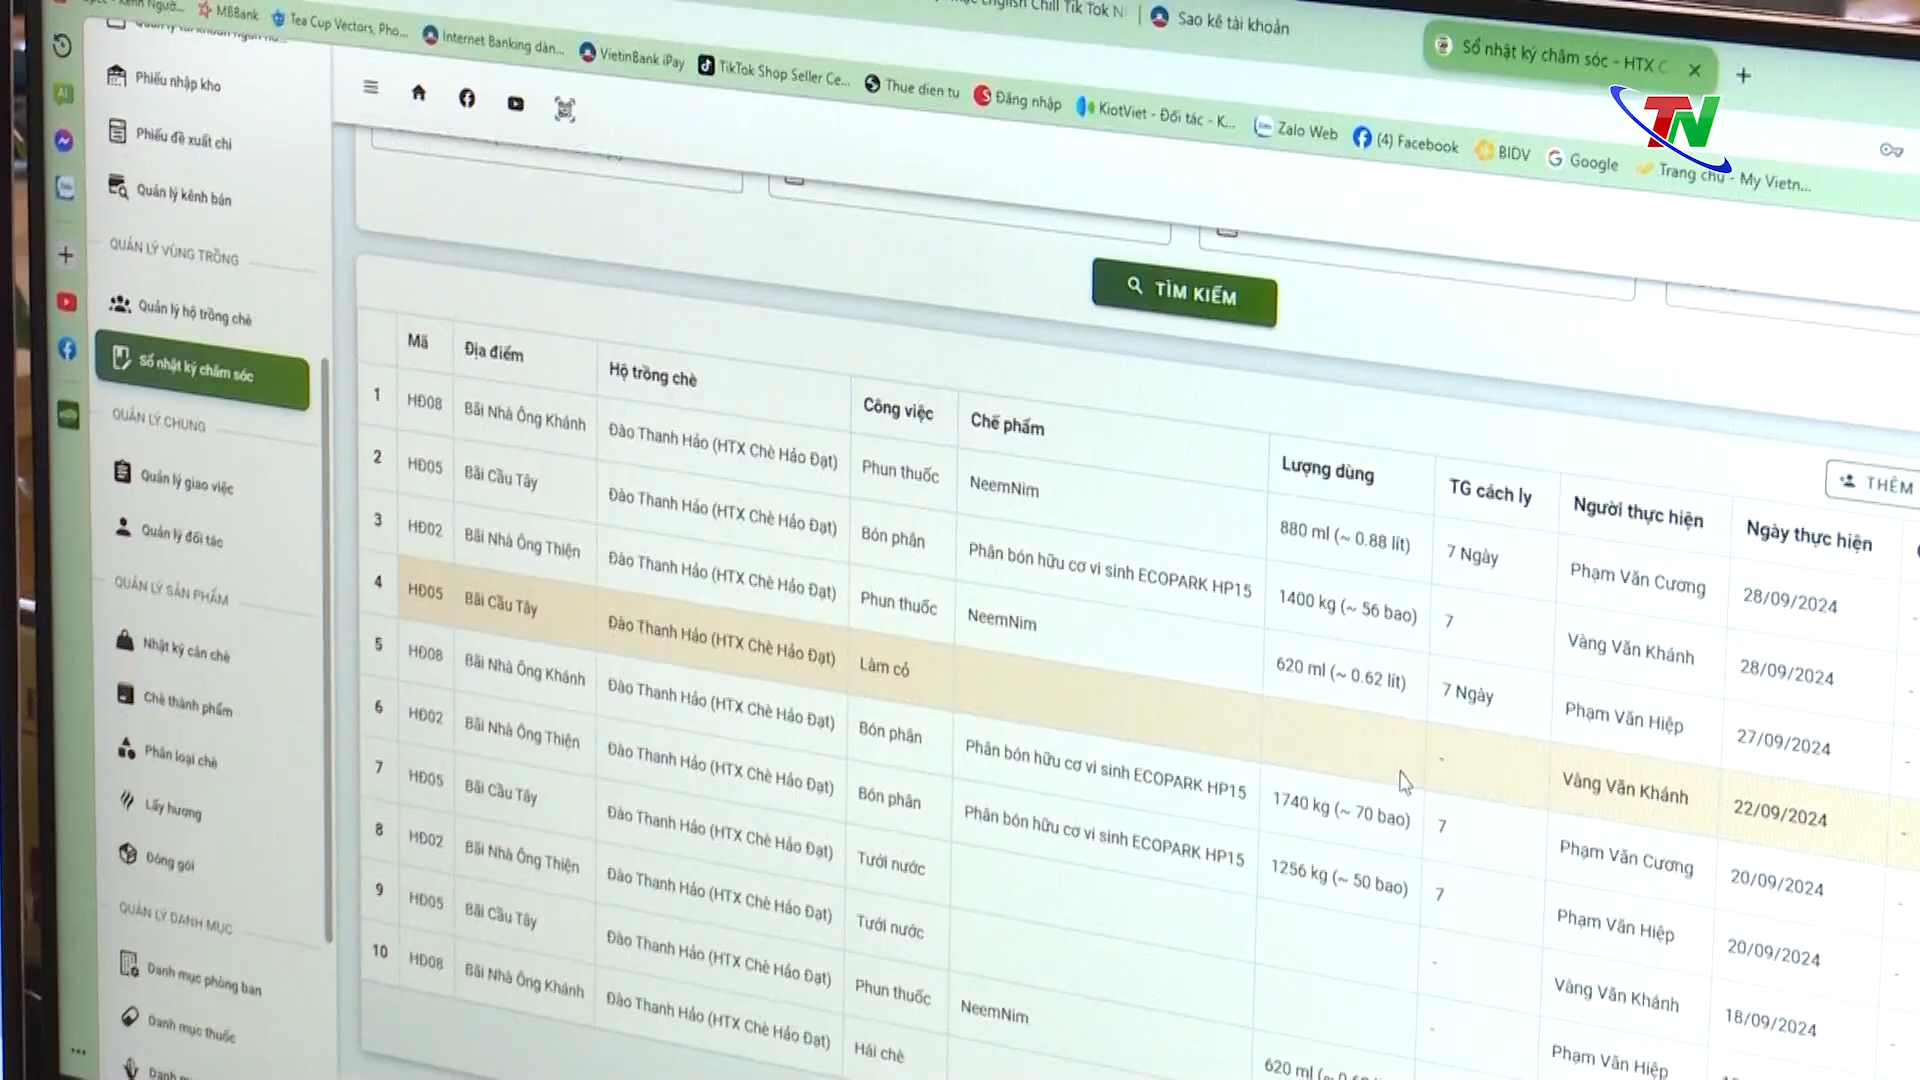 MBBank
Tea Cup Vectors, Pho...
Internet Banking dàn...
VietinBank iPay
TikTok Shop Seller Ce...
Thue dien tu
Đăng nhập
KiotViet - Đối tác - K...
Zalo Web
(4) Facebook
BIDV
Google
Trang chủ - My Vietn...
English Chill Tik Tok N
Sao kê tài khoản
Sổ nhật ký chăm sóc - HTX C
TN
Phiếu nhập kho
Phiếu đề xuất chi
Quản lý kênh bán
QUẢN LÝ VÙNG TRỒNG
Quản lý hộ trồng chè
Sổ nhật ký chăm sóc
QUẢN LÝ CHUNG
Quản lý giao việc
Quản lý đối tác
QUẢN LÝ SẢN PHẨM
Nhật ký cân chè
Chè thành phẩm
Phân loại chè
Lấy hương
Đóng gói
QUẢN LÝ DANH MỤC
Danh mục phòng ban
Danh mục thuốc
TÌM KIẾM
THÊM
Mã Địa điểm Hộ trồng chè Công việc Chế phẩm Lượng dùng TG cách ly Người thực hiện Ngày thực hiện
1 HĐ08 Bãi Nhà Ông Khánh Đào Thanh Hảo (HTX Chè Hảo Đạt) Phun thuốc NeemNim 880 ml (~ 0.88 lít) 7 Ngày Phạm Văn Cương 28/09/2024
2 HĐ05 Bãi Cầu Tây Đào Thanh Hảo (HTX Chè Hảo Đạt) Bón phân Phân bón hữu cơ vi sinh ECOPARK HP15 1400 kg (~ 56 bao) 7 Vàng Văn Khánh 28/09/2024
3 HĐ02 Bãi Nhà Ông Thiện Đào Thanh Hảo (HTX Chè Hảo Đạt) Phun thuốc NeemNim 620 ml (~ 0.62 lít) 7 Ngày Phạm Văn Hiệp 27/09/2024
4 HĐ05 Bãi Cầu Tây Đào Thanh Hảo (HTX Chè Hảo Đạt) Làm cỏ - Vàng Văn Khánh 22/09/2024
5 HĐ08 Bãi Nhà Ông Khánh Đào Thanh Hảo (HTX Chè Hảo Đạt) Bón phân Phân bón hữu cơ vi sinh ECOPARK HP15 1740 kg (~ 70 bao) 7 Phạm Văn Cương 20/09/2024
6 HĐ02 Bãi Nhà Ông Thiện Đào Thanh Hảo (HTX Chè Hảo Đạt) Bón phân Phân bón hữu cơ vi sinh ECOPARK HP15 1256 kg (~ 50 bao) 7 Phạm Văn Hiệp 20/09/2024
7 HĐ05 Bãi Cầu Tây Đào Thanh Hảo (HTX Chè Hảo Đạt) Tưới nước - Vàng Văn Khánh 18/09/2024
8 HĐ02 Bãi Nhà Ông Thiện Đào Thanh Hảo (HTX Chè Hảo Đạt) Tưới nước - Phạm Văn Hiệp
9 HĐ05 Bãi Cầu Tây Đào Thanh Hảo (HTX Chè Hảo Đạt) Phun thuốc NeemNim 620 ml
10 HĐ08 Bãi Nhà Ông Khánh Đào Thanh Hảo (HTX Chè Hảo Đạt) Hái chè